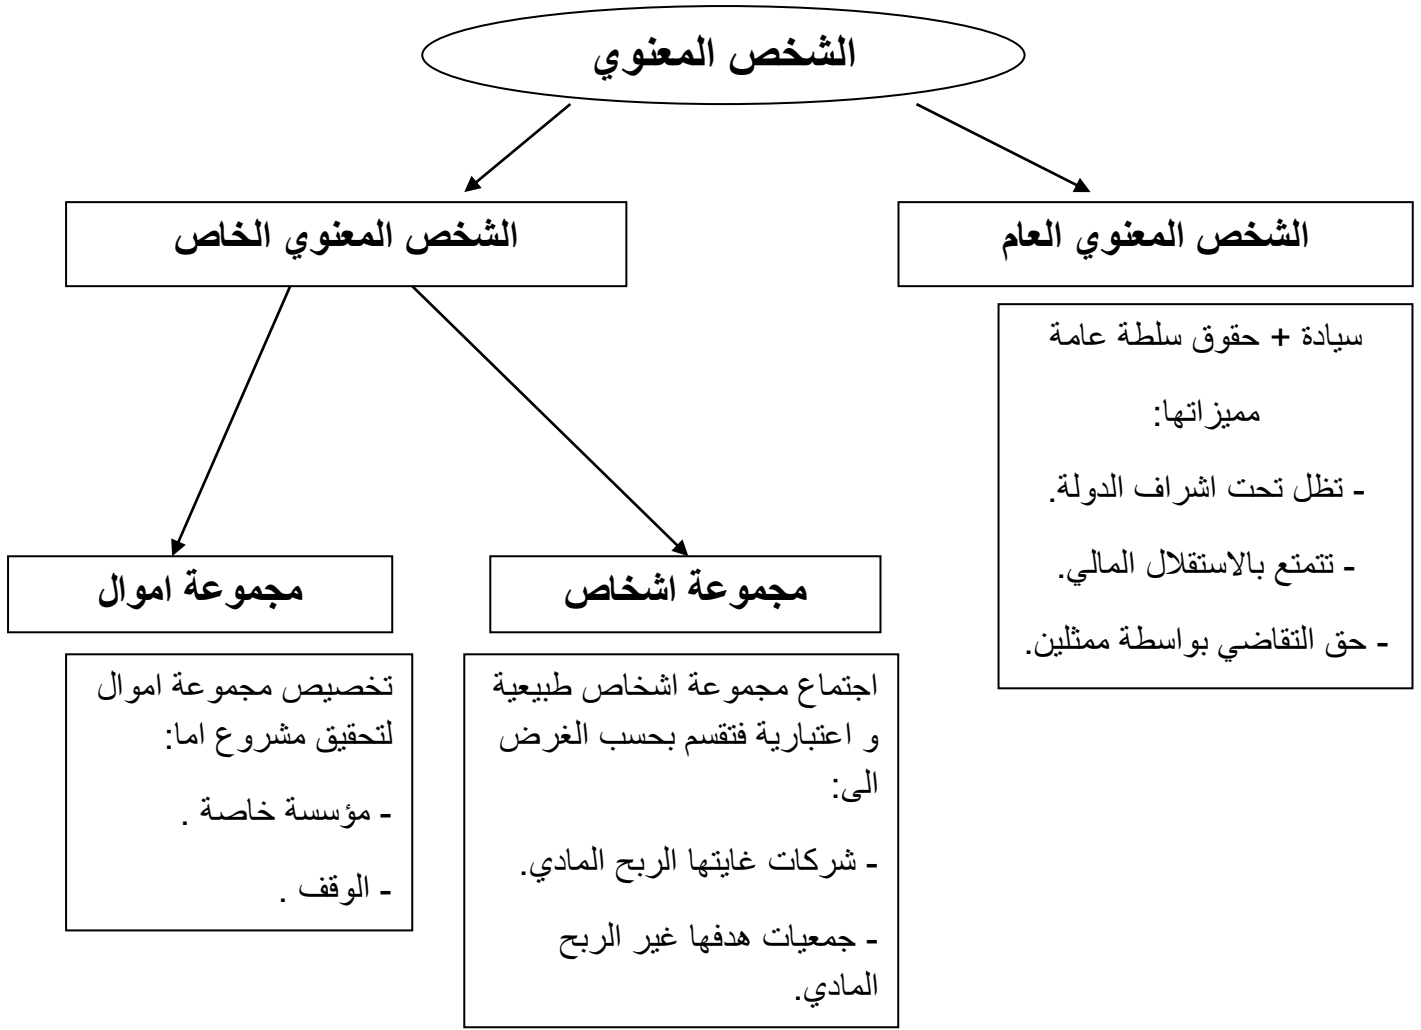 الشخص المعنوي
الشخص المعنوي العام
الشخص المعنوي الخاص
سيادة + حقوق سلطة عامة
مميزاتها:
- تظل تحت اشراف الدولة.
- تتمتع بالاستقلال المالي.
- حق التقاضي بواسطة ممثلين.
مجموعة اشخاص
مجموعة اموال
اجتماع مجموعة اشخاص طبيعية
و اعتبارية فتقسم بحسب الغرض
الى:
- شركات غايتها الربح المادي.
- جمعيات هدفها غير الربح
المادي.
تخصيص مجموعة اموال
لتحقيق مشروع اما:
- مؤسسة خاصة .
- الوقف .